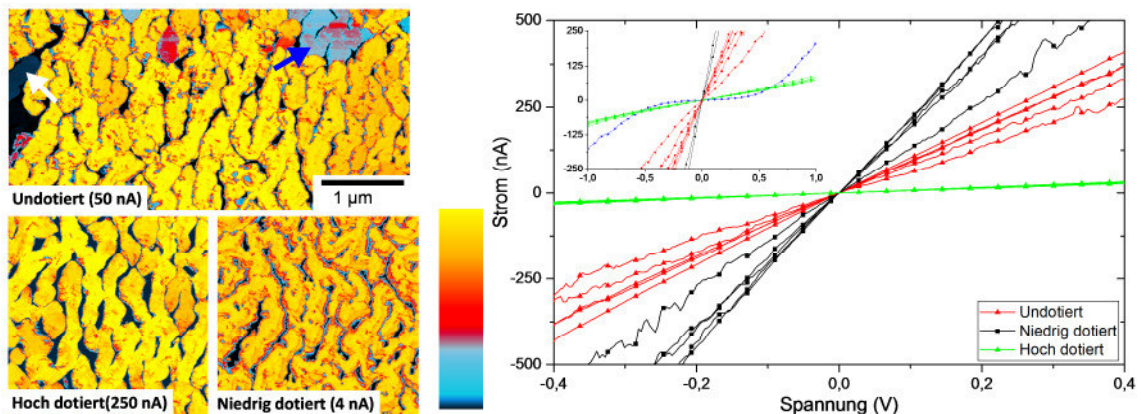 Undotiert (50 nA)
1 µm
Hoch dotiert(250 nA)
Niedrig dotiert (4 nA)
500
250
0
-250
-500
Strom (nA)
-0,4
-0,2
0,0
0,2
0,4
Spannung (V)
250
125
0
-125
250
-1,0
-0,5
0,0
0,5
1,0
Undotiert
Niedrig dotiert
Hoch dotiert